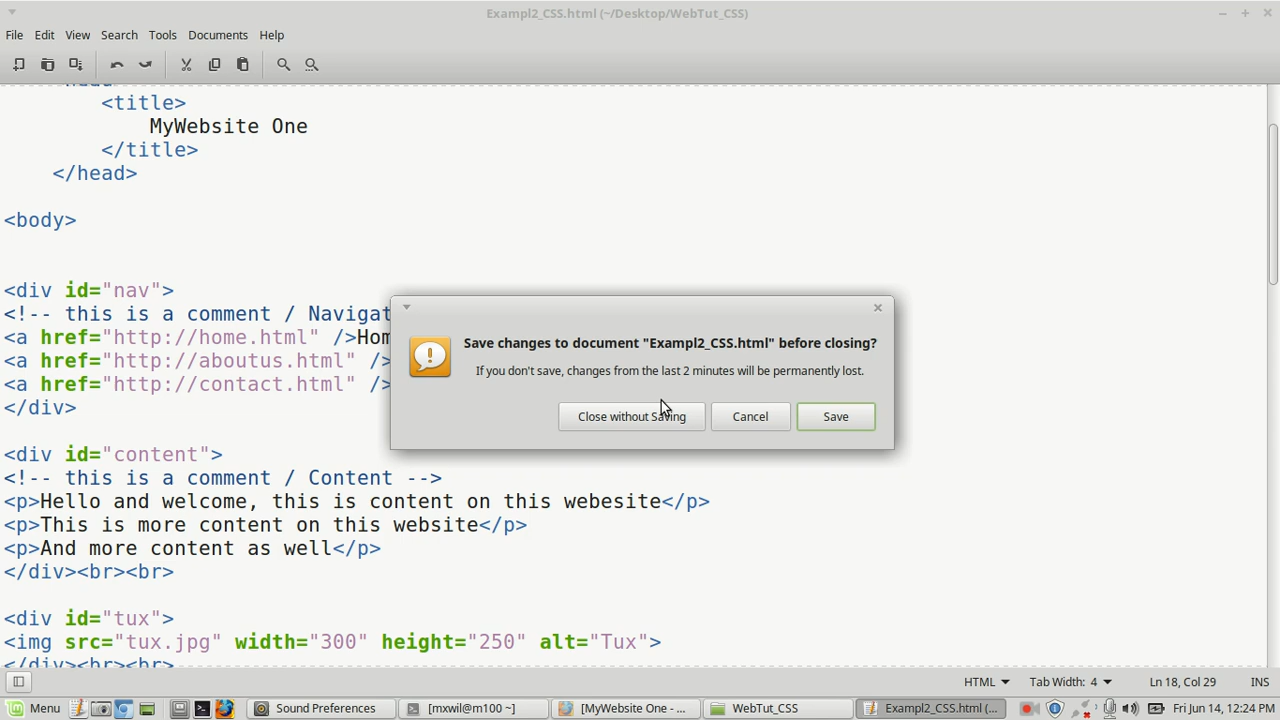 Exampl2_CSS.html (~/Desktop/WebTut_CSS)
File Edit View Search Tools Documents Help
<title>
MyWebsite One
</title>
</head>
<body>
<div id="nav">
<!-- this is a comment / Navigat
<a href="http://home.html" />Hom
<a href="http://aboutus.html" />
<a href="http://contact.html" />
</div>
Save changes to document "Exampl2_CSS.html" before closing?
If you don't save, changes from the last 2 minutes will be permanently lost.
Close without Saving Cancel Save
<div id="content">
<!-- this is a comment / Content -->
<p>Hello and welcome, this is content on this webesite</p>
<p>This is more content on this website</p>
<p>And more content as well</p>
</div><br><br>
<div id="tux">
<img src="tux.jpg" width="300" height="250" alt="Tux">
</div><br><br>
HTML Tab Width: 4 Ln 18, Col 29 INS
Menu Sound Preferences [mxwil@m100 ~] [MyWebsite One - ... WebTut_CSS Exampl2_CSS.html (... Fri Jun 14, 12:24 PM